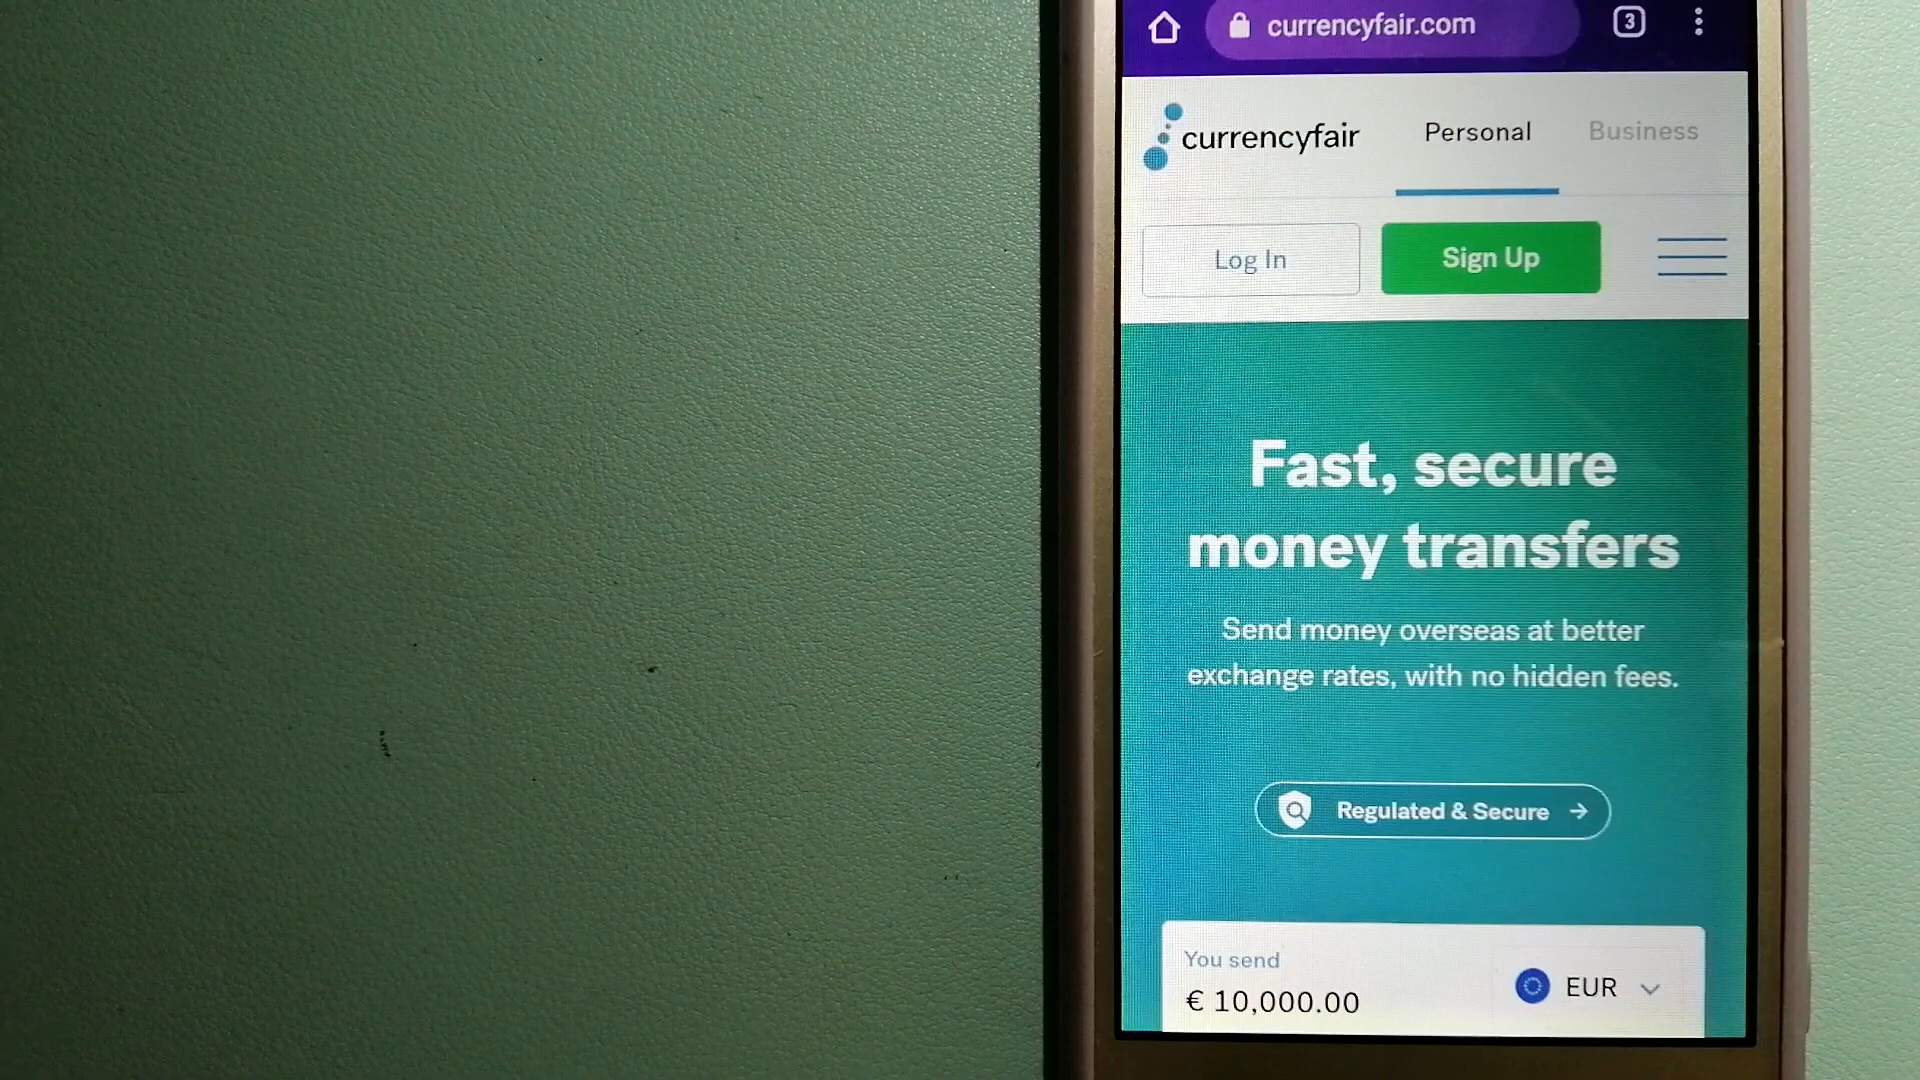 currencyfair.com
3
currencyfair
Personal
Business
Log In
Sign Up
Fast, secure
money transfers
Send money overseas at better
exchange rates, with no hidden fees.
Regulated & Secure →
You send
€ 10,000.00
EUR